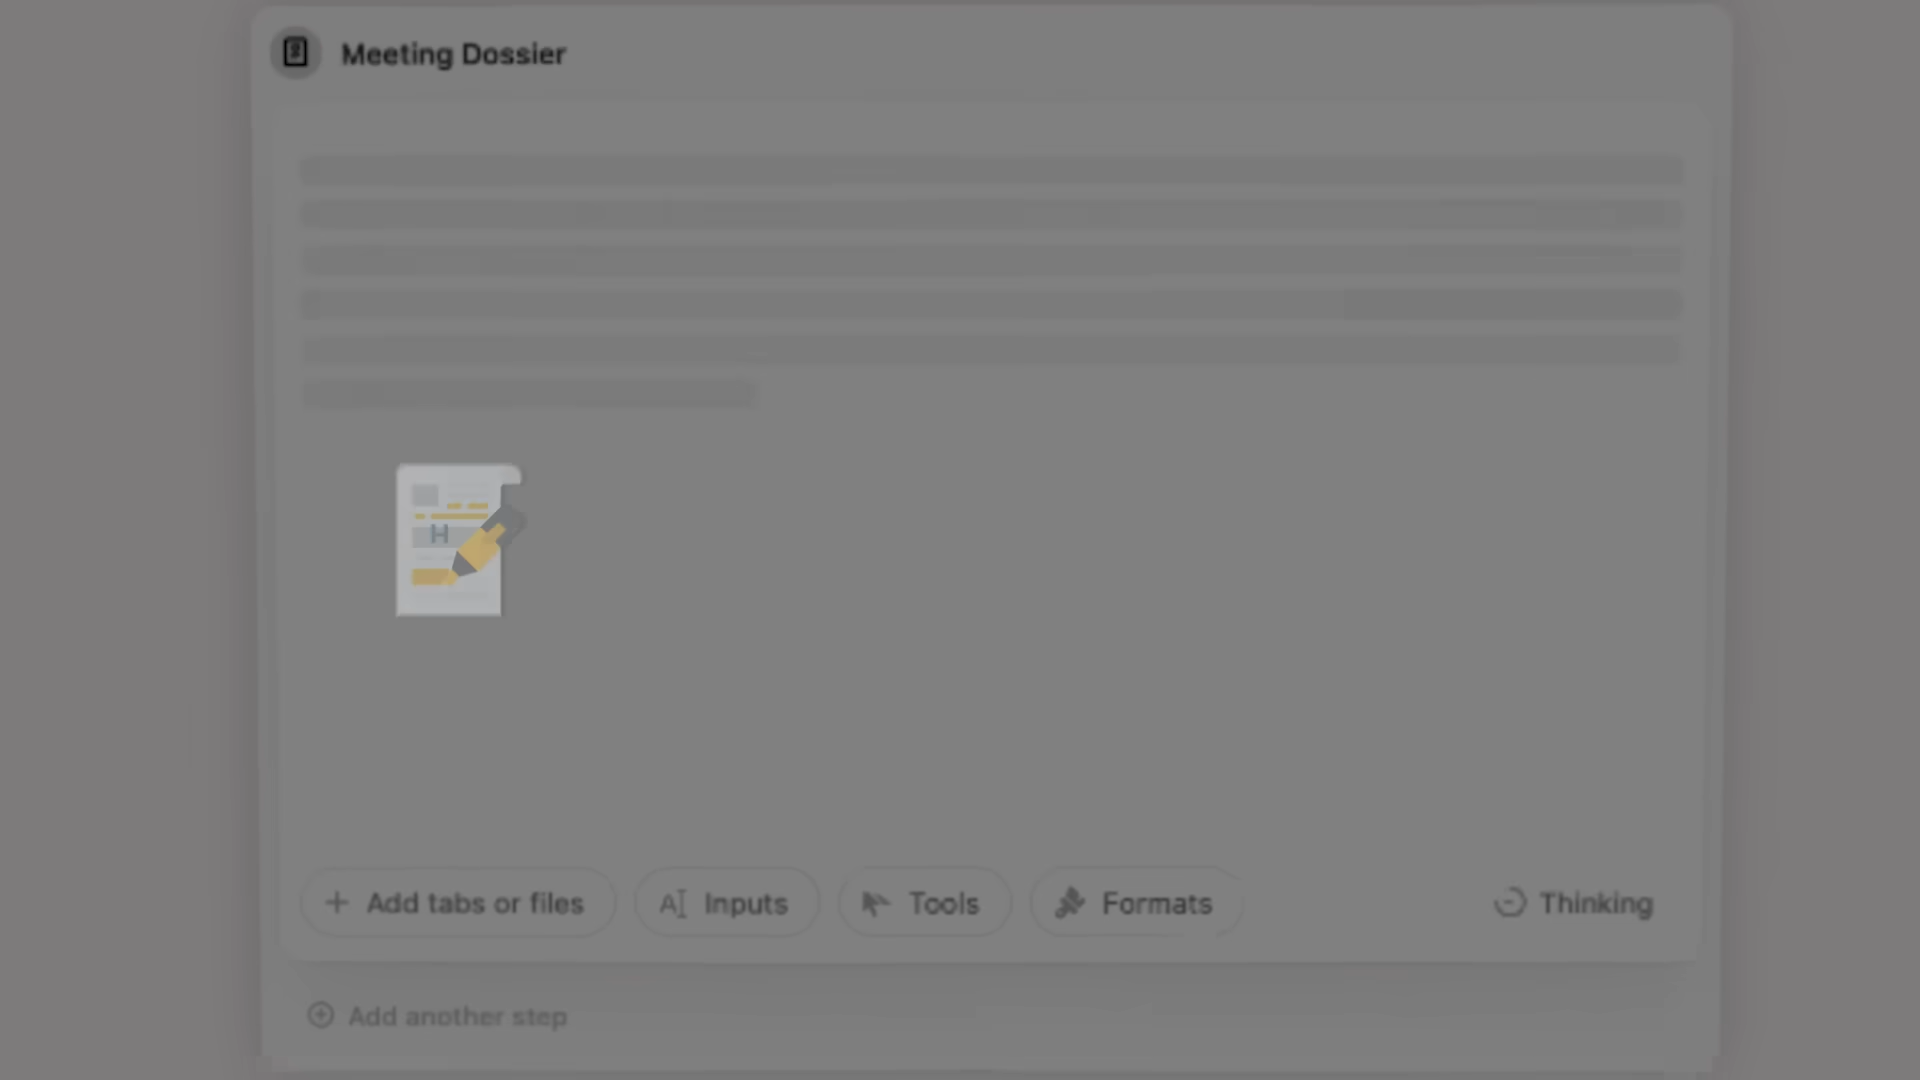 Meeting Dossier
H
Add tabs or files
Inputs
Tools
Formats
Thinking
Add another step